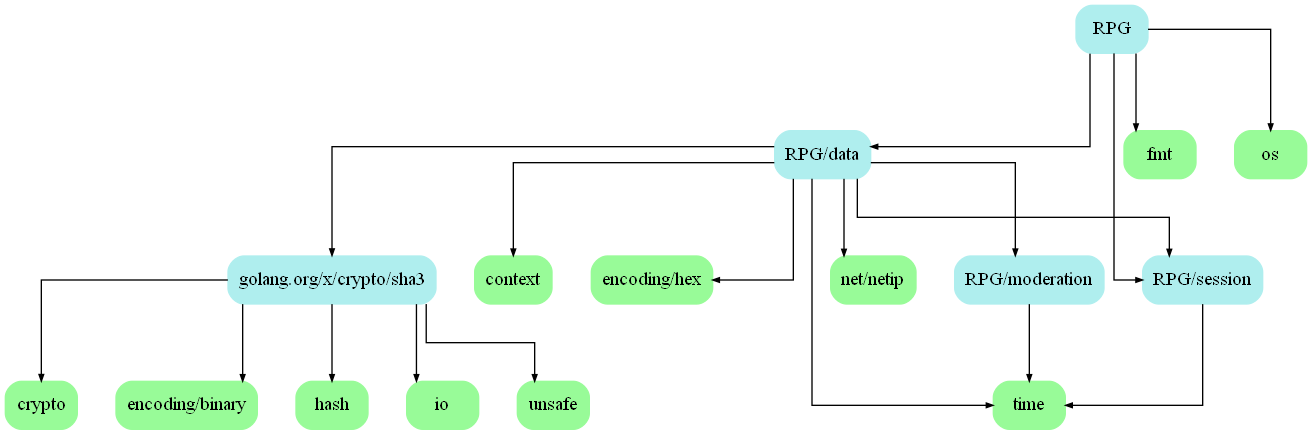 RPG
RPG/data
fmt
os
golang.org/x/crypto/sha3
context
encoding/hex
net/netip
RPG/moderation
RPG/session
crypto
encoding/binary
hash
io
unsafe
time